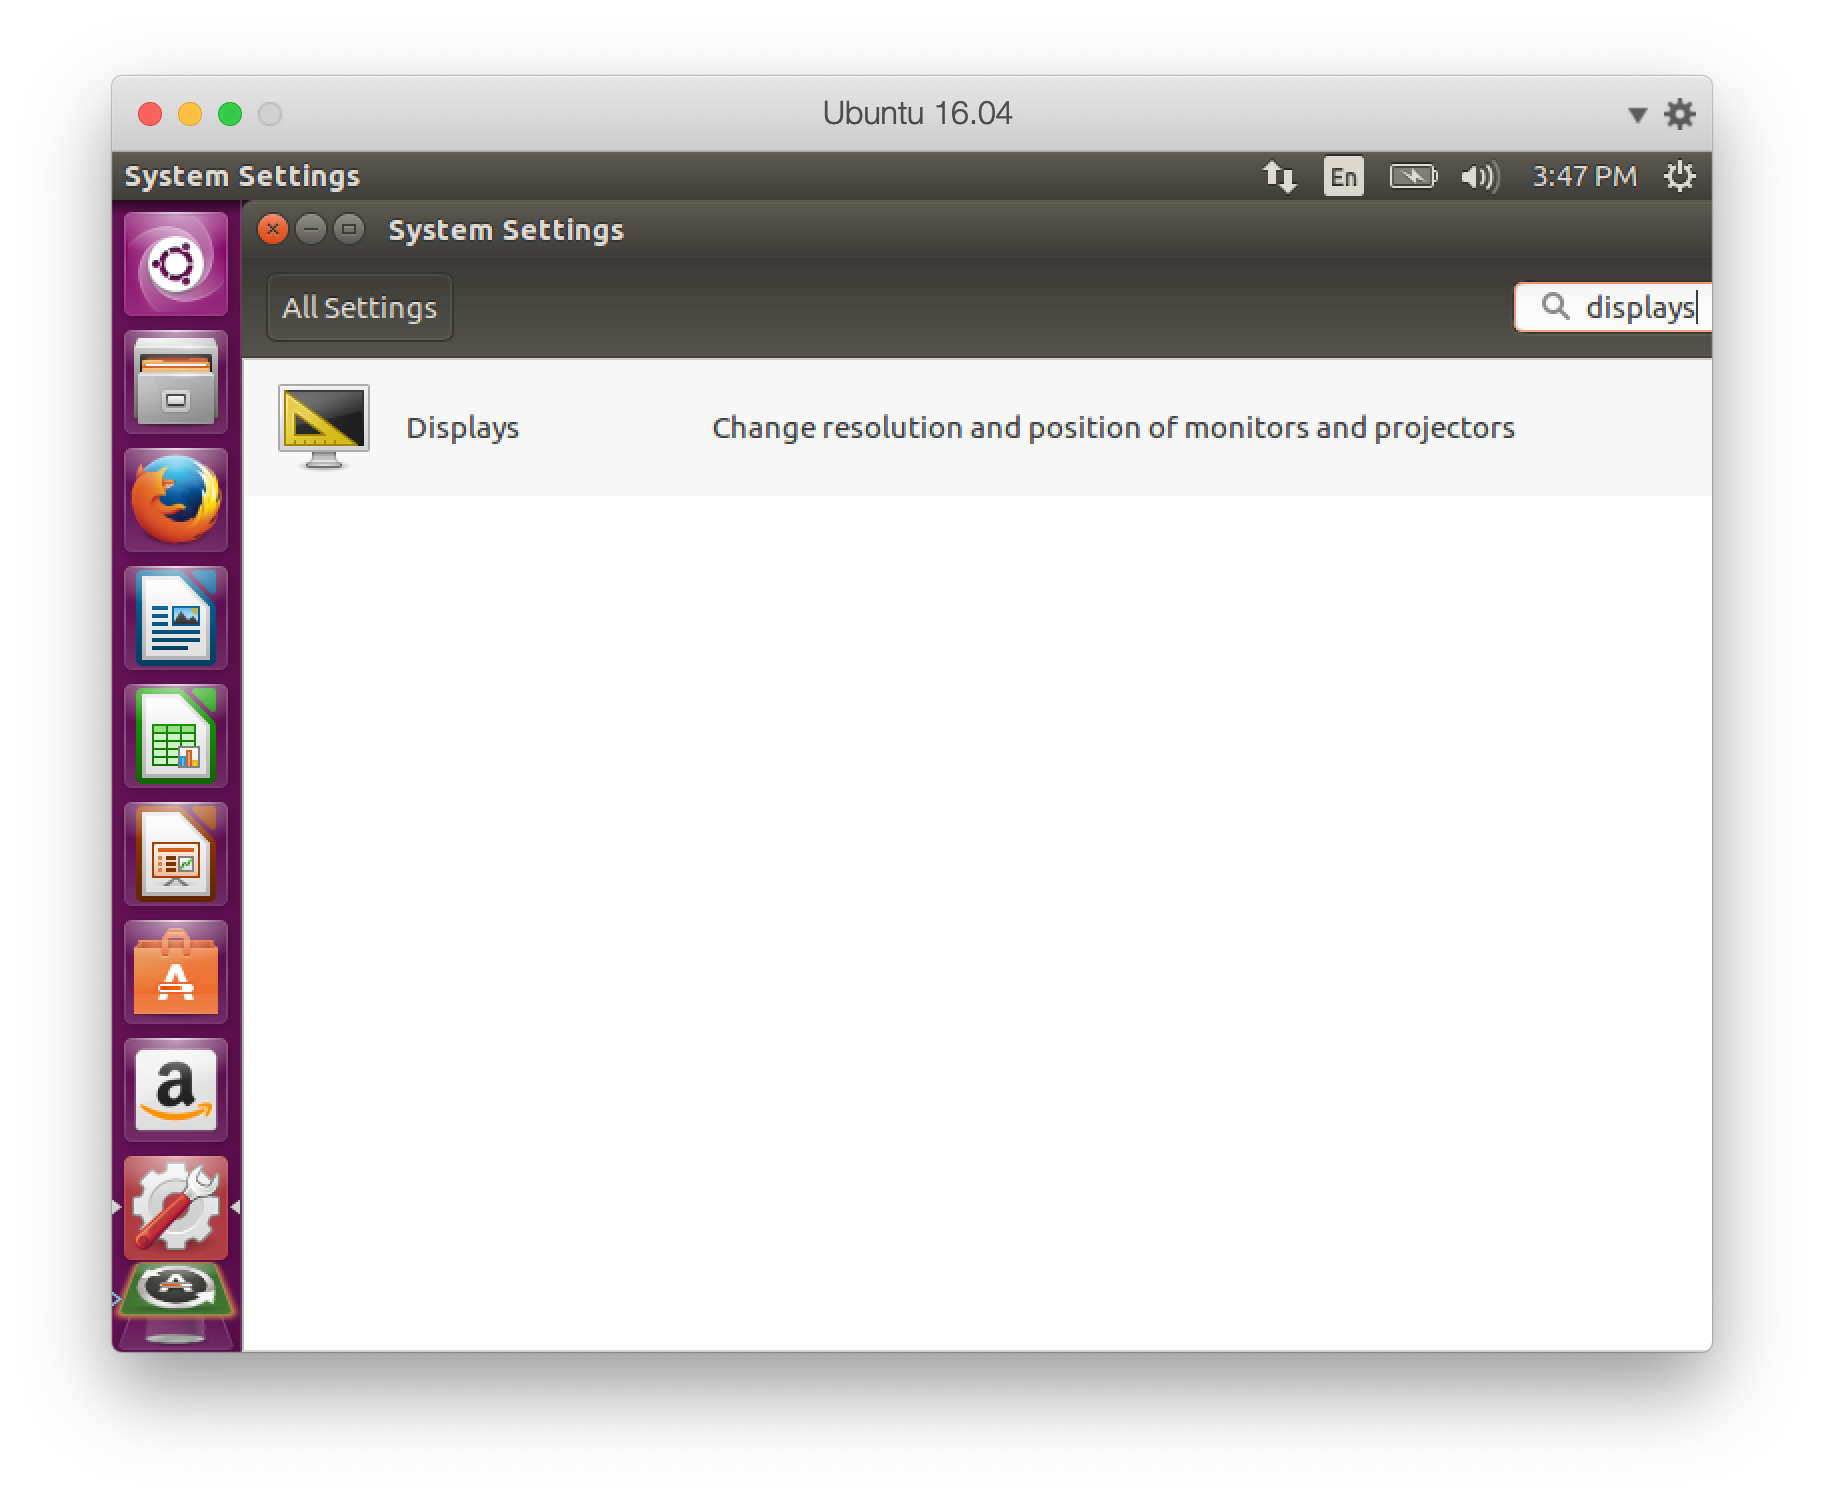 Ubuntu 16.04
System Settings
En
3:47 PM
System Settings
All Settings
displays
Displays
Change resolution and position of monitors and projectors
a